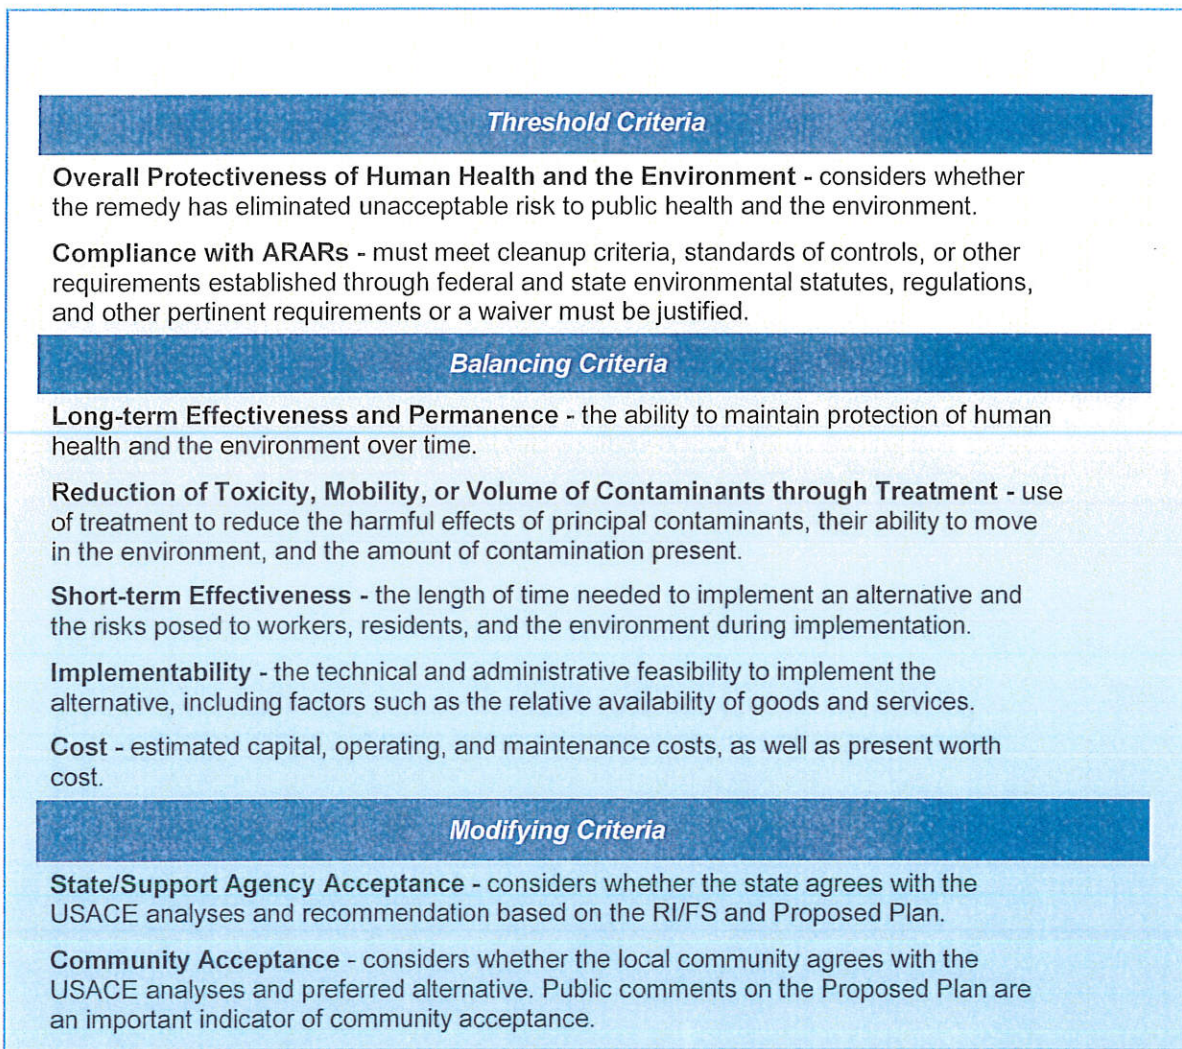 Threshold Criteria
Overall Protectiveness of Human Health and the Environment - considers whether
the remedy has eliminated unacceptable risk to public health and the environment.
Compliance with ARARs - must meet cleanup criteria, standards of controls, or other
requirements established through federal and state environmental statutes, regulations,
and other pertinent requirements or a waiver must be justified.
Balancing Criteria
Long-term Effectiveness and Permanence - the ability to maintain protection of human
health and the environment over time.
Reduction of Toxicity, Mobility, or Volume of Contaminants through Treatment - use
of treatment to reduce the harmful effects of principal contaminants, their ability to move
in the environment, and the amount of contamination present.
Short-term Effectiveness - the length of time needed to implement an alternative and
the risks posed to workers, residents, and the environment during implementation.
Implementability - the technical and administrative feasibility to implement the
alternative, including factors such as the relative availability of goods and services.
Cost - estimated capital, operating, and maintenance costs, as well as present worth
cost.
Modifying Criteria
State/Support Agency Acceptance - considers whether the state agrees with the
USACE analyses and recommendation based on the RI/FS and Proposed Plan.
Community Acceptance - considers whether the local community agrees with the
USACE analyses and preferred alternative. Public comments on the Proposed Plan are
an important indicator of community acceptance.